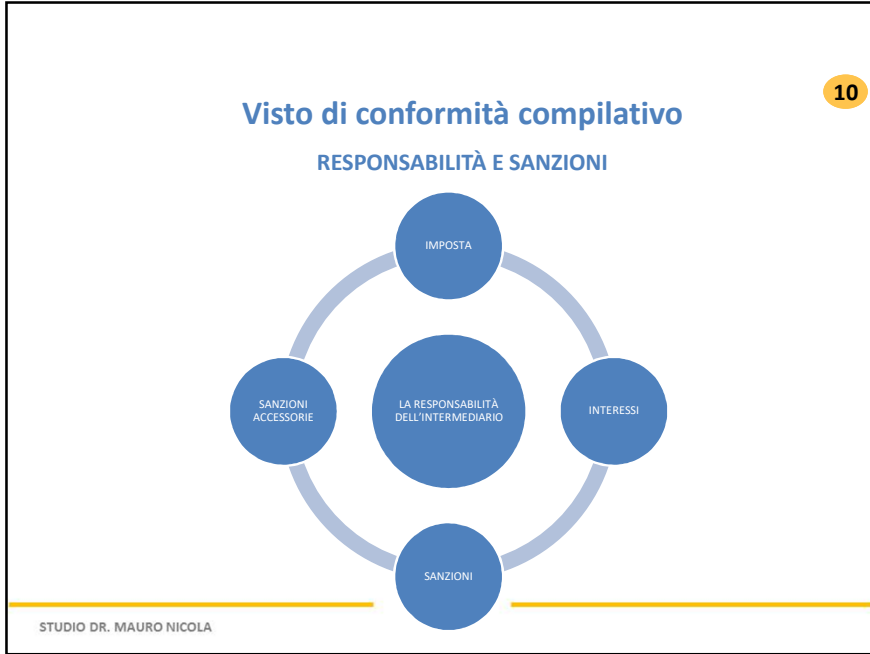 10
Visto di conformità compilativo
RESPONSABILITÀ E SANZIONI
IMPOSTA
SANZIONI
ACCESSORIE
LA RESPONSABILITÀ
DELL'INTERMEDIARIO
INTERESSI
SANZIONI
STUDIO DR. MAURO NICOLA